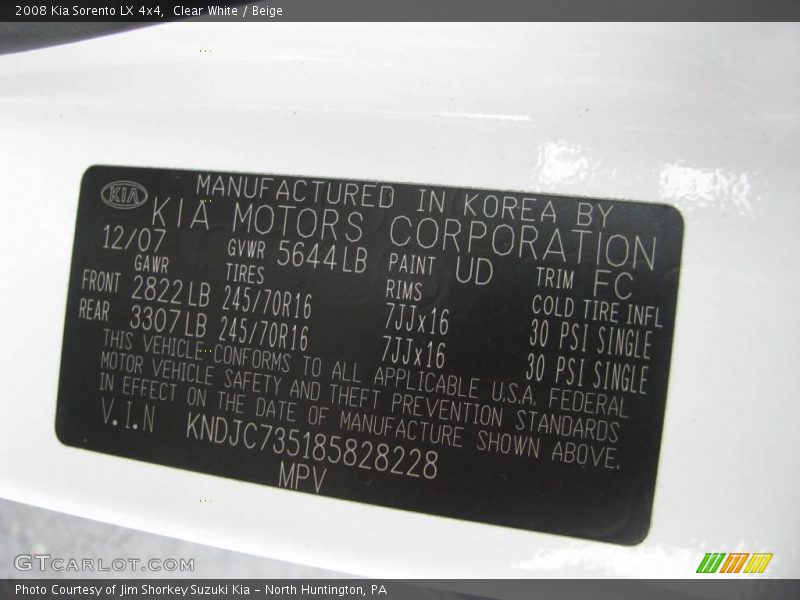 2008 Kia Sorento LX 4x4,  Clear White / Beige
KIA
MANUFACTURED IN KOREA BY
KIA MOTORS CORPORATION
12/07 GVWR 5644LB PAINT UD TRIM FC
GAWR TIRES RIMS COLD TIRE INFL
FRONT 2822LB 245/70R16 7JJx16 30 PSI SINGLE
REAR 3307LB 245/70R16 7JJx16 30 PSI SINGLE
THIS VEHICLE CONFORMS TO ALL APPLICABLE U.S.A. FEDERAL
MOTOR VEHICLE SAFETY AND THEFT PREVENTION STANDARDS
IN EFFECT ON THE DATE OF MANUFACTURE SHOWN ABOVE.
V.I.N KNDJC735185828228
MPV
GTCARLOT.COM
Photo Courtesy of Jim Shorkey Suzuki Kia - North Huntington, PA